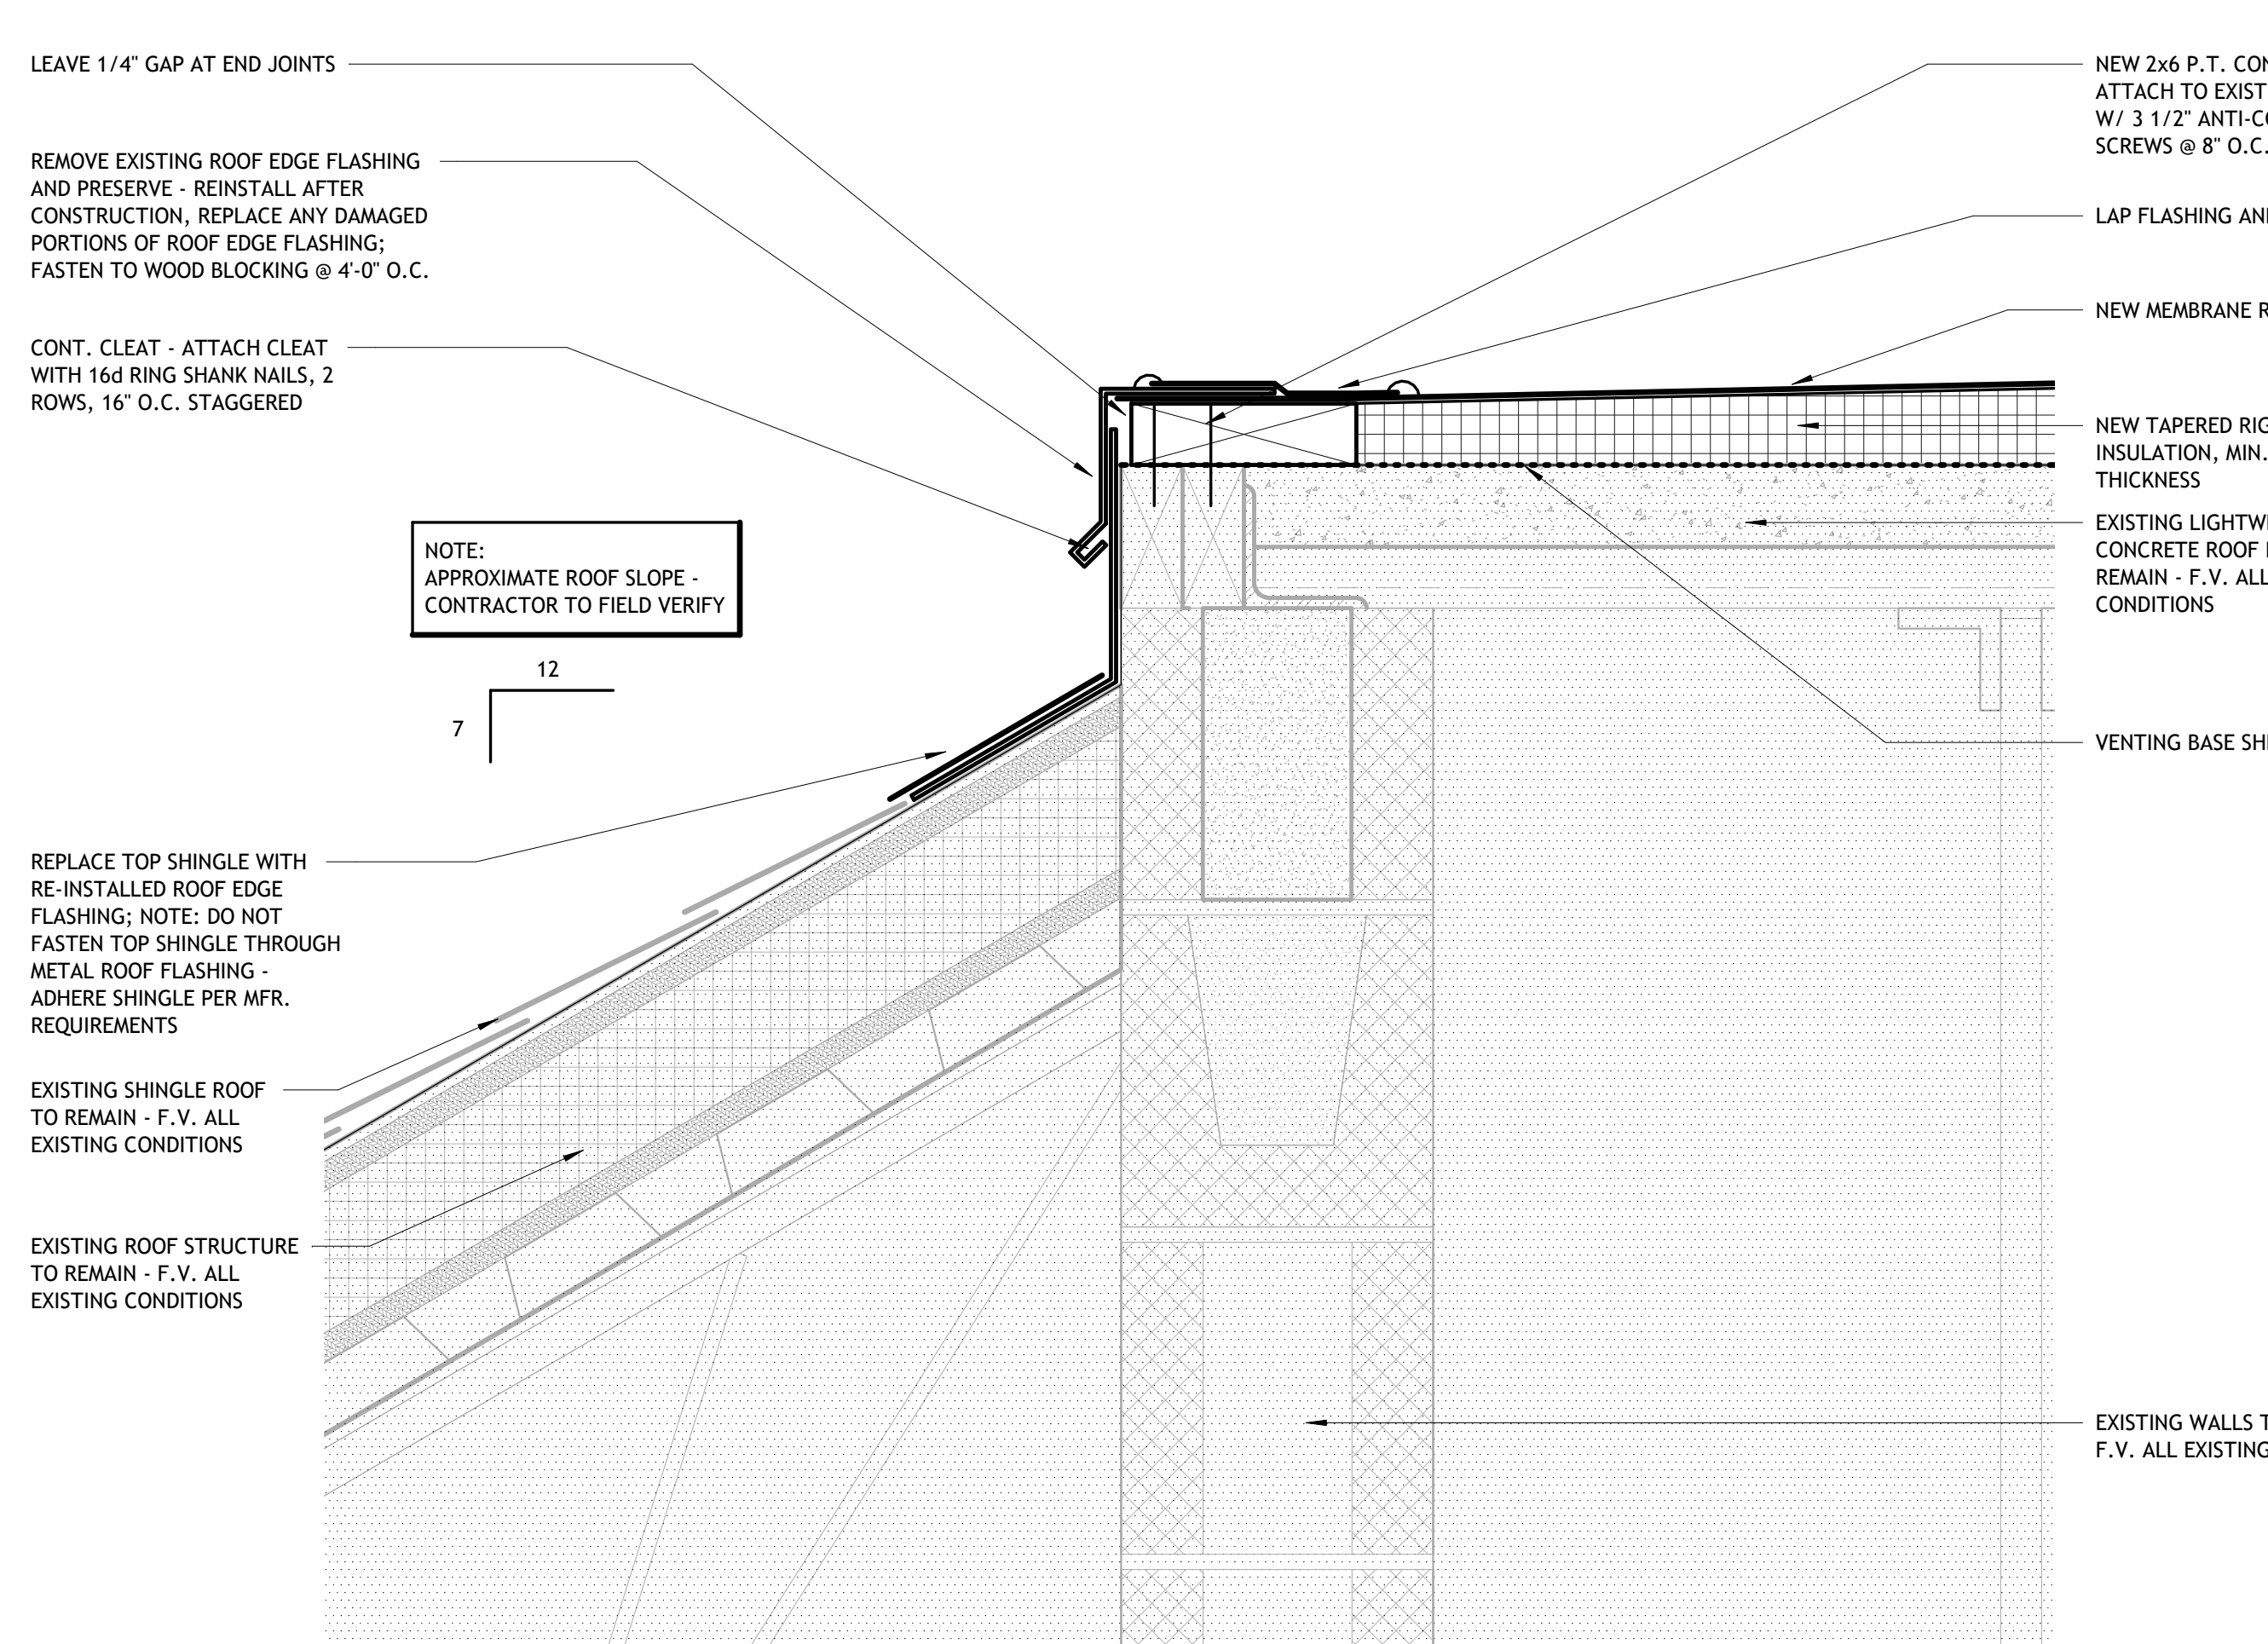 LEAVE 1/4" GAP AT END JOINTS
REMOVE EXISTING ROOF EDGE FLASHING
AND PRESERVE - REINSTALL AFTER
CONSTRUCTION, REPLACE ANY DAMAGED
PORTIONS OF ROOF EDGE FLASHING;
FASTEN TO WOOD BLOCKING @ 4'-0" O.C.
CONT. CLEAT - ATTACH CLEAT
WITH 16d RING SHANK NAILS, 2
ROWS, 16" O.C. STAGGERED
NOTE:
APPROXIMATE ROOF SLOPE -
CONTRACTOR TO FIELD VERIFY
12
7
REPLACE TOP SHINGLE WITH
RE-INSTALLED ROOF EDGE
FLASHING; NOTE: DO NOT
FASTEN TOP SHINGLE THROUGH
METAL ROOF FLASHING -
ADHERE SHINGLE PER MFR.
REQUIREMENTS
EXISTING SHINGLE ROOF
TO REMAIN - F.V. ALL
EXISTING CONDITIONS
EXISTING ROOF STRUCTURE
TO REMAIN - F.V. ALL
EXISTING CONDITIONS
NEW 2x6 P.T.
ATTACH TO
W/ 3 1/2"
SCREWS @ 8" O.C.
LAP FLASHING
NEW MEMBRANE
NEW TAPERED
INSULATION, MIN.
THICKNESS
EXISTING
CONCRETE ROOF
REMAIN - F.V. ALL
CONDITIONS
VENTING BASE
EXISTING WALLS
F.V. ALL EXISTING